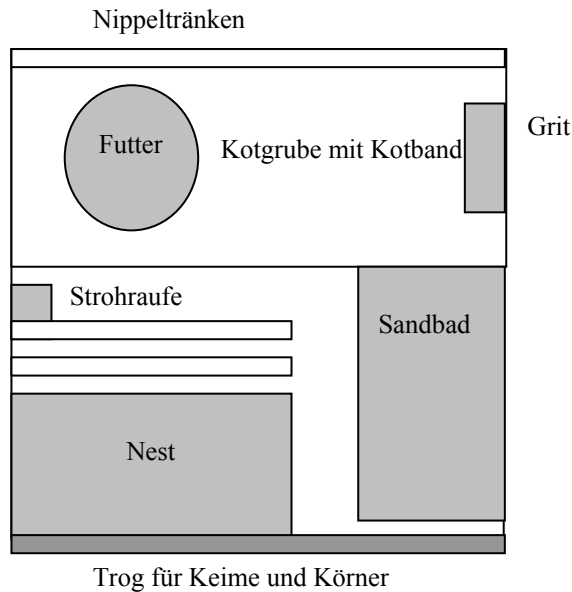 Nippeltränken
Futter
Kotgrube mit Kotband
Grit
Strohraufe
Sandbad
Nest
Trog für Keime und Körner